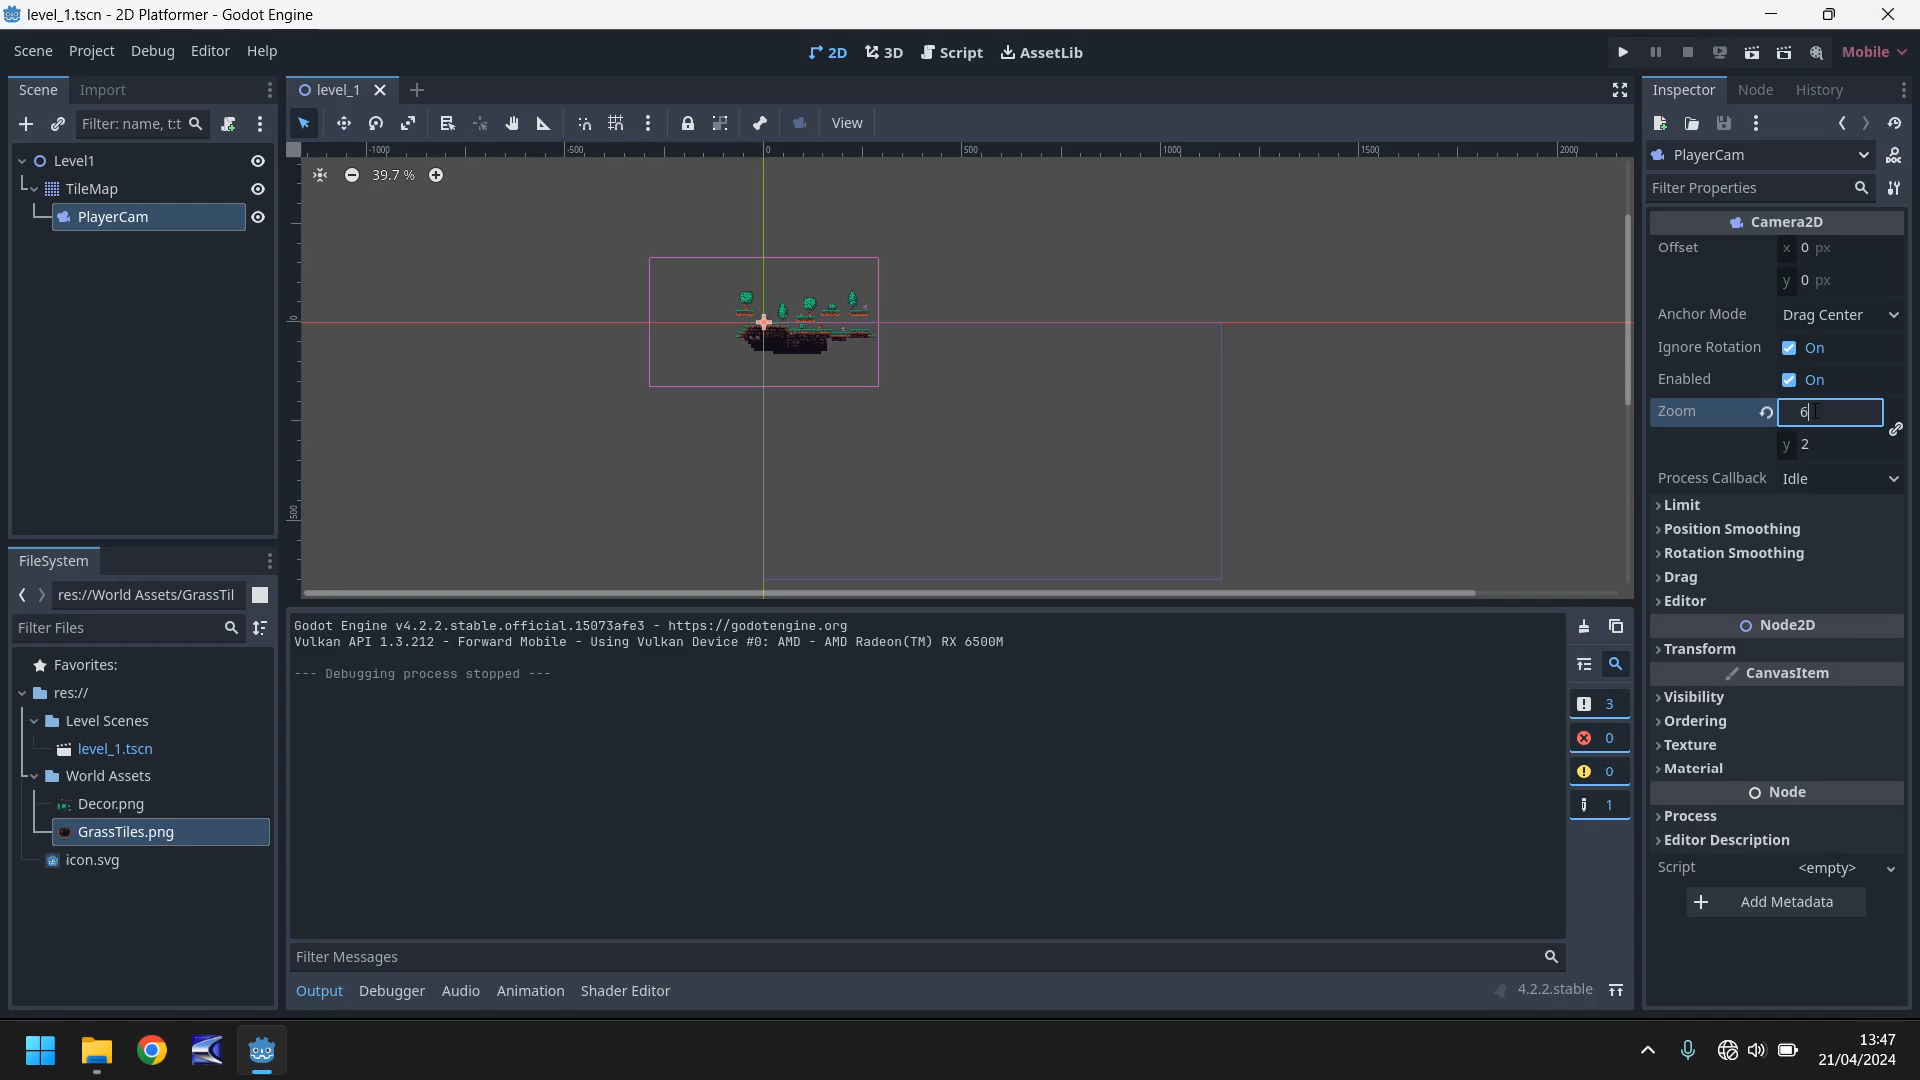 level_1.tscn - 2D Platformer - Godot Engine
Scene Project Debug Editor Help
2D 3D Script AssetLib
Mobile
Scene Import
level_1
Inspector Node History
Filter: name, t:t
View
Level1
TileMap
PlayerCam
-1000 -500 0 500 1000 1500 2000
39.7 %
0
500
PlayerCam
Filter Properties
Camera2D
Offset x 0 px
y 0 px
Anchor Mode Drag Center
Ignore Rotation On
Enabled On
Zoom 6
y 2
Process Callback Idle
Limit
Position Smoothing
Rotation Smoothing
Drag
Editor
Node2D
Transform
CanvasItem
Visibility
Ordering
Texture
Material
Node
Process
Editor Description
Script <empty>
Add Metadata
FileSystem
res://World Assets/GrassTil
Filter Files
Favorites:
res://
Level Scenes
level_1.tscn
World Assets
Decor.png
GrassTiles.png
icon.svg
Godot Engine v4.2.2.stable.official.15073afe3 - https://godotengine.org
Vulkan API 1.3.212 - Forward Mobile - Using Vulkan Device #0: AMD - AMD Radeon(TM) RX 6500M
--- Debugging process stopped ---
3
0
0
1
Filter Messages
Output Debugger Audio Animation Shader Editor
4.2.2.stable
13:47
21/04/2024